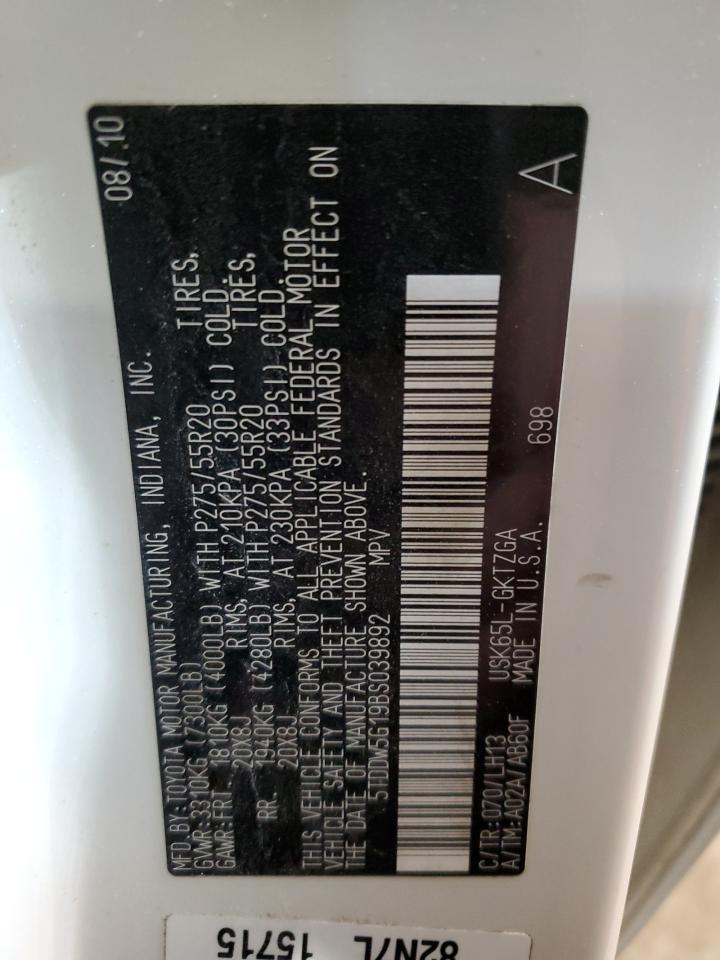 MFD.BY:TOYOTA MOTOR MANUFACTURING, INDIANA, INC. 08/10
GVWR:3310KG (7300LB)
GAWR:FRT 1810KG (4000LB) WITH P275/55R20 TIRES,
20X8J RIMS, AT 210KPA (30PSI) COLD.
RR. 1940KG (4280LB) WITH P275/55R20 TIRES,
20X8J RIMS, AT 230KPA (33PSI) COLD.
THIS VEHICLE CONFORMS TO ALL APPLICABLE FEDERAL MOTOR
VEHICLE SAFETY AND THEFT PREVENTION STANDARDS IN EFFECT ON
THE DATE OF MANUFACTURE SHOWN ABOVE.
5TDDW5G19BS039892 MPV
C/TR:070/LH13 USK65L-GKTZGA A
A/TM:A02A/AB60F MADE IN U.S.A. 698
82N7L
15715